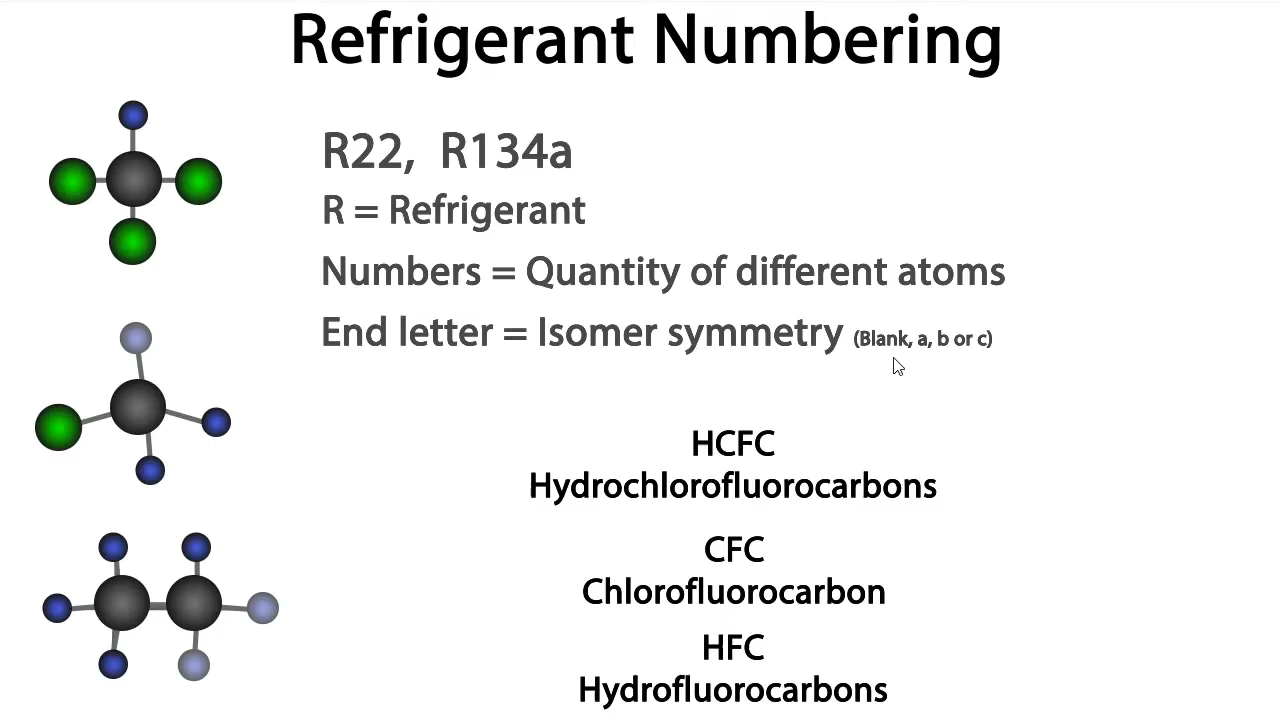 Refrigerant Numbering
R22, R134a
R = Refrigerant
Numbers = Quantity of different atoms
End letter = Isomer symmetry (Blank, a, b or c)
HCFC
Hydrochlorofluorocarbons
CFC
Chlorofluorocarbon
HFC
Hydrofluorocarbons